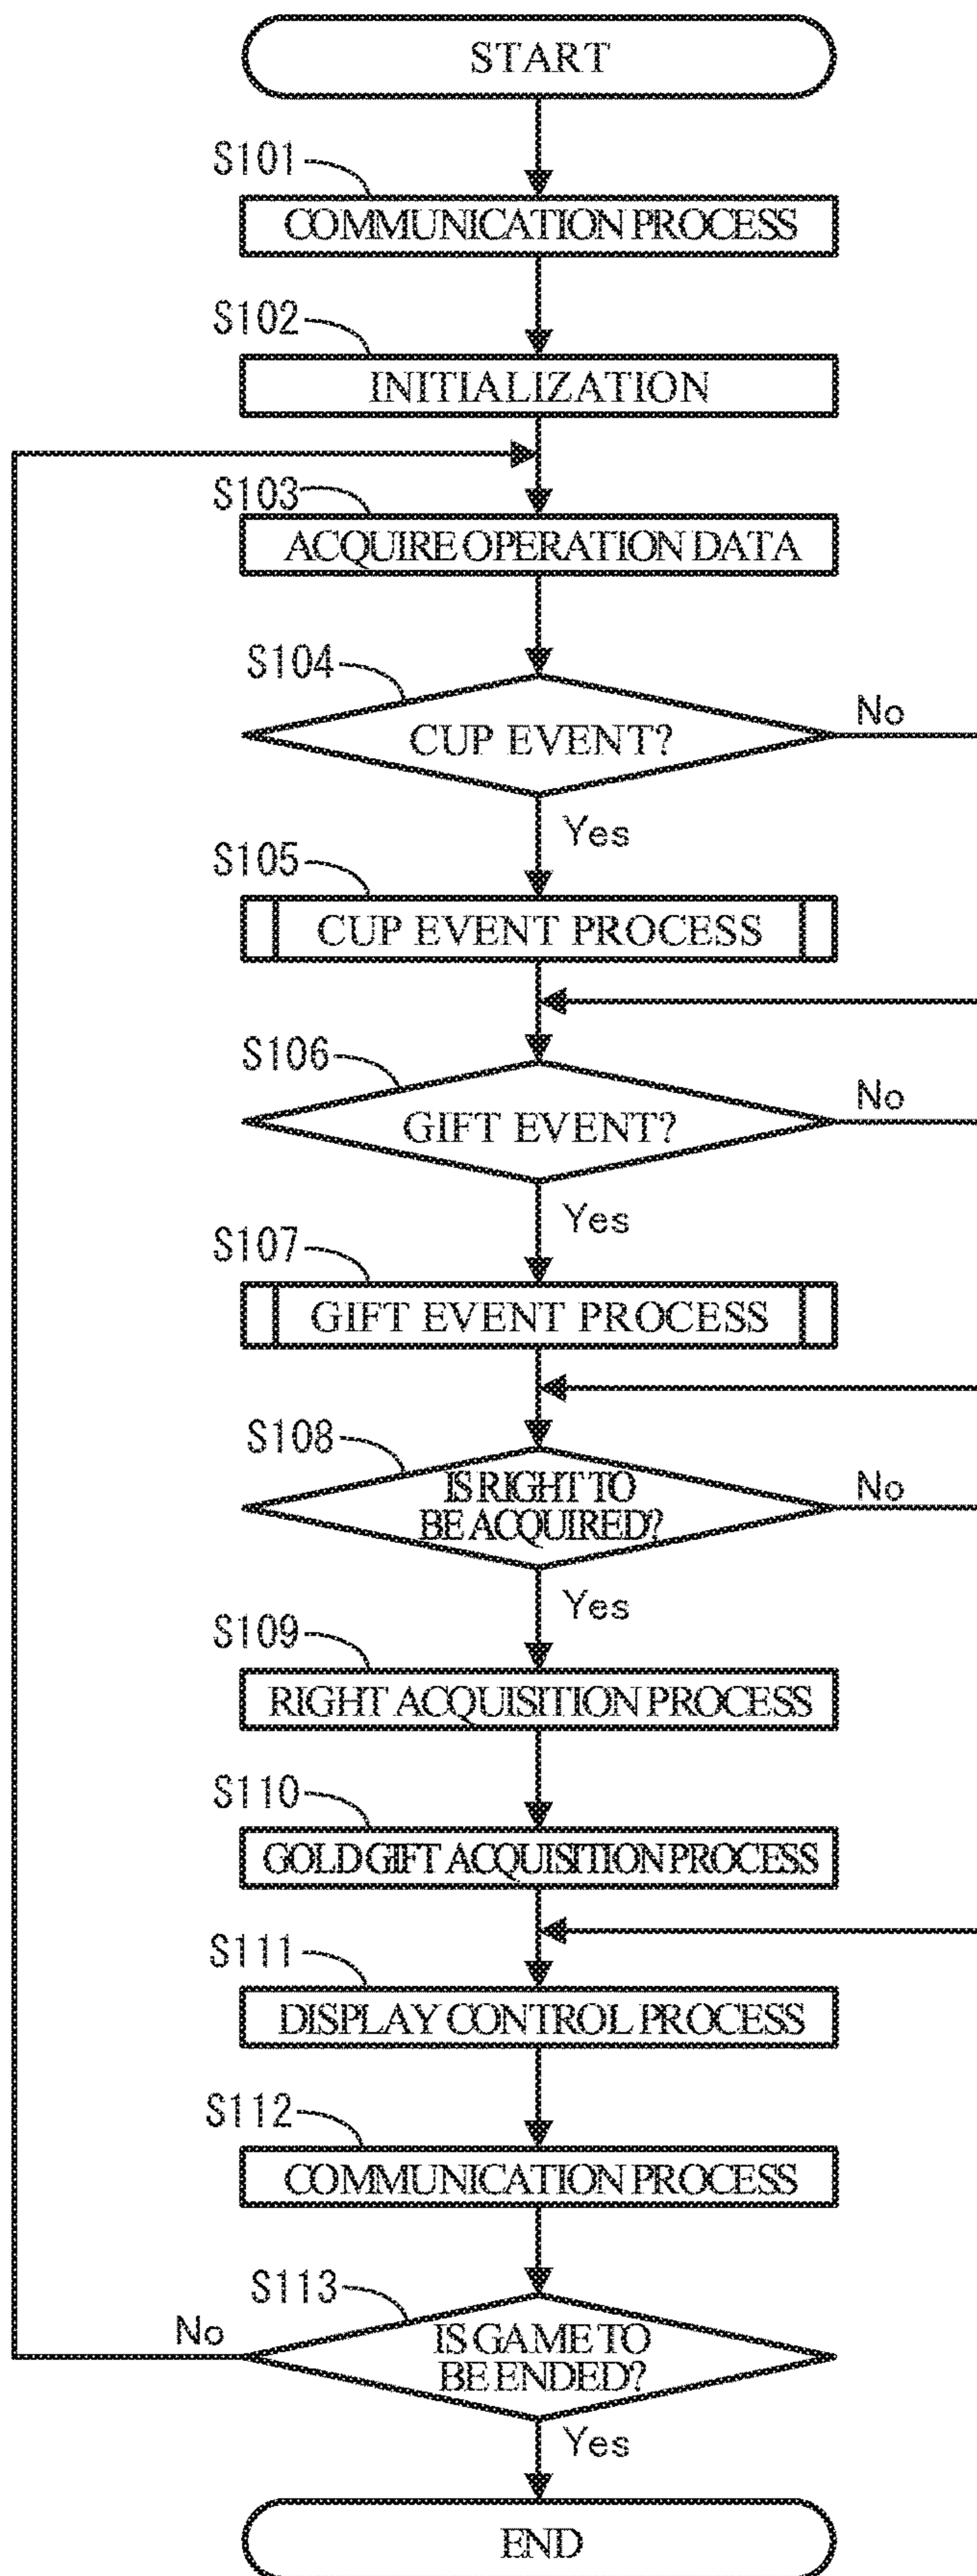 START
S101
COMMUNICATION PROCESS
S102
INITIALIZATION
S103
ACQUIRE OPERATION DATA
S104
CUP EVENT?
No
Yes
S105
CUP EVENT PROCESS
S106
GIFT EVENT?
No
Yes
S107
GIFT EVENT PROCESS
S108
IS RIGHT TO
BE ACQUIRED?
No
Yes
S109
RIGHT ACQUISITION PROCESS
S110
GOLD GIFT ACQUISITION PROCESS
S111
DISPLAY CONTROL PROCESS
S112
COMMUNICATION PROCESS
S113
No
IS GAME TO
BE ENDED?
Yes
END